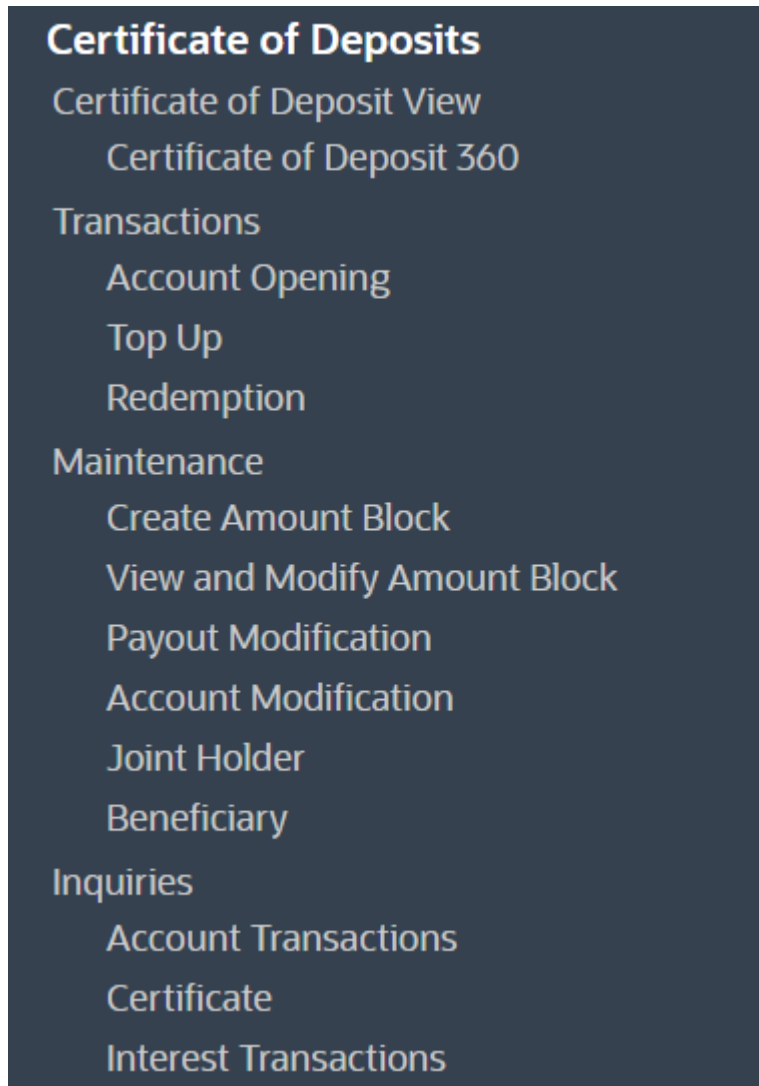 Certificate of Deposits
Certificate of Deposit View
Certificate of Deposit 360
Transactions
Account Opening
Top Up
Redemption
Maintenance
Create Amount Block
View and Modify Amount Block
Payout Modification
Account Modification
Joint Holder
Beneficiary
Inquiries
Account Transactions
Certificate
Interest Transactions